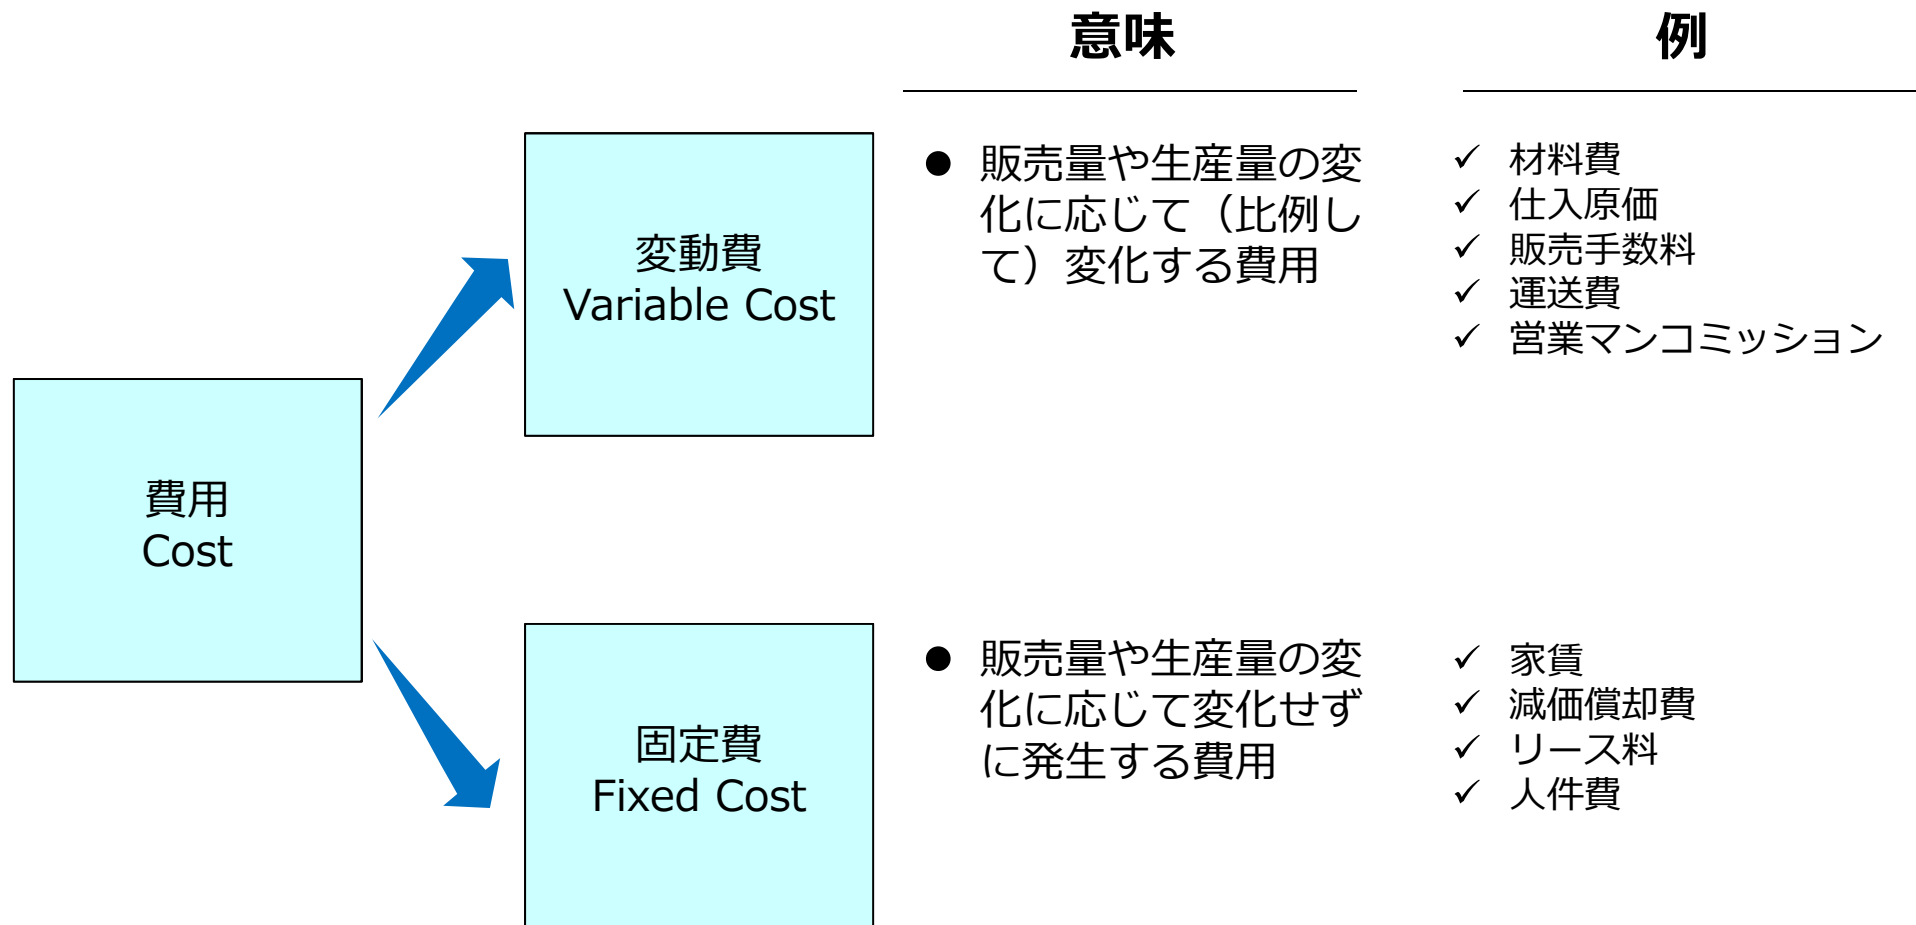 意味
例
変動費
Variable Cost
販売量や生産量の変
化に応じて（比例し
て）変化する費用
材料費
仕入原価
販売手数料
運送費
営業マンコミッション
費用
Cost
固定費
Fixed Cost
販売量や生産量の変
化に応じて変化せず
に発生する費用
家賃
減価償却費
リース料
人件費